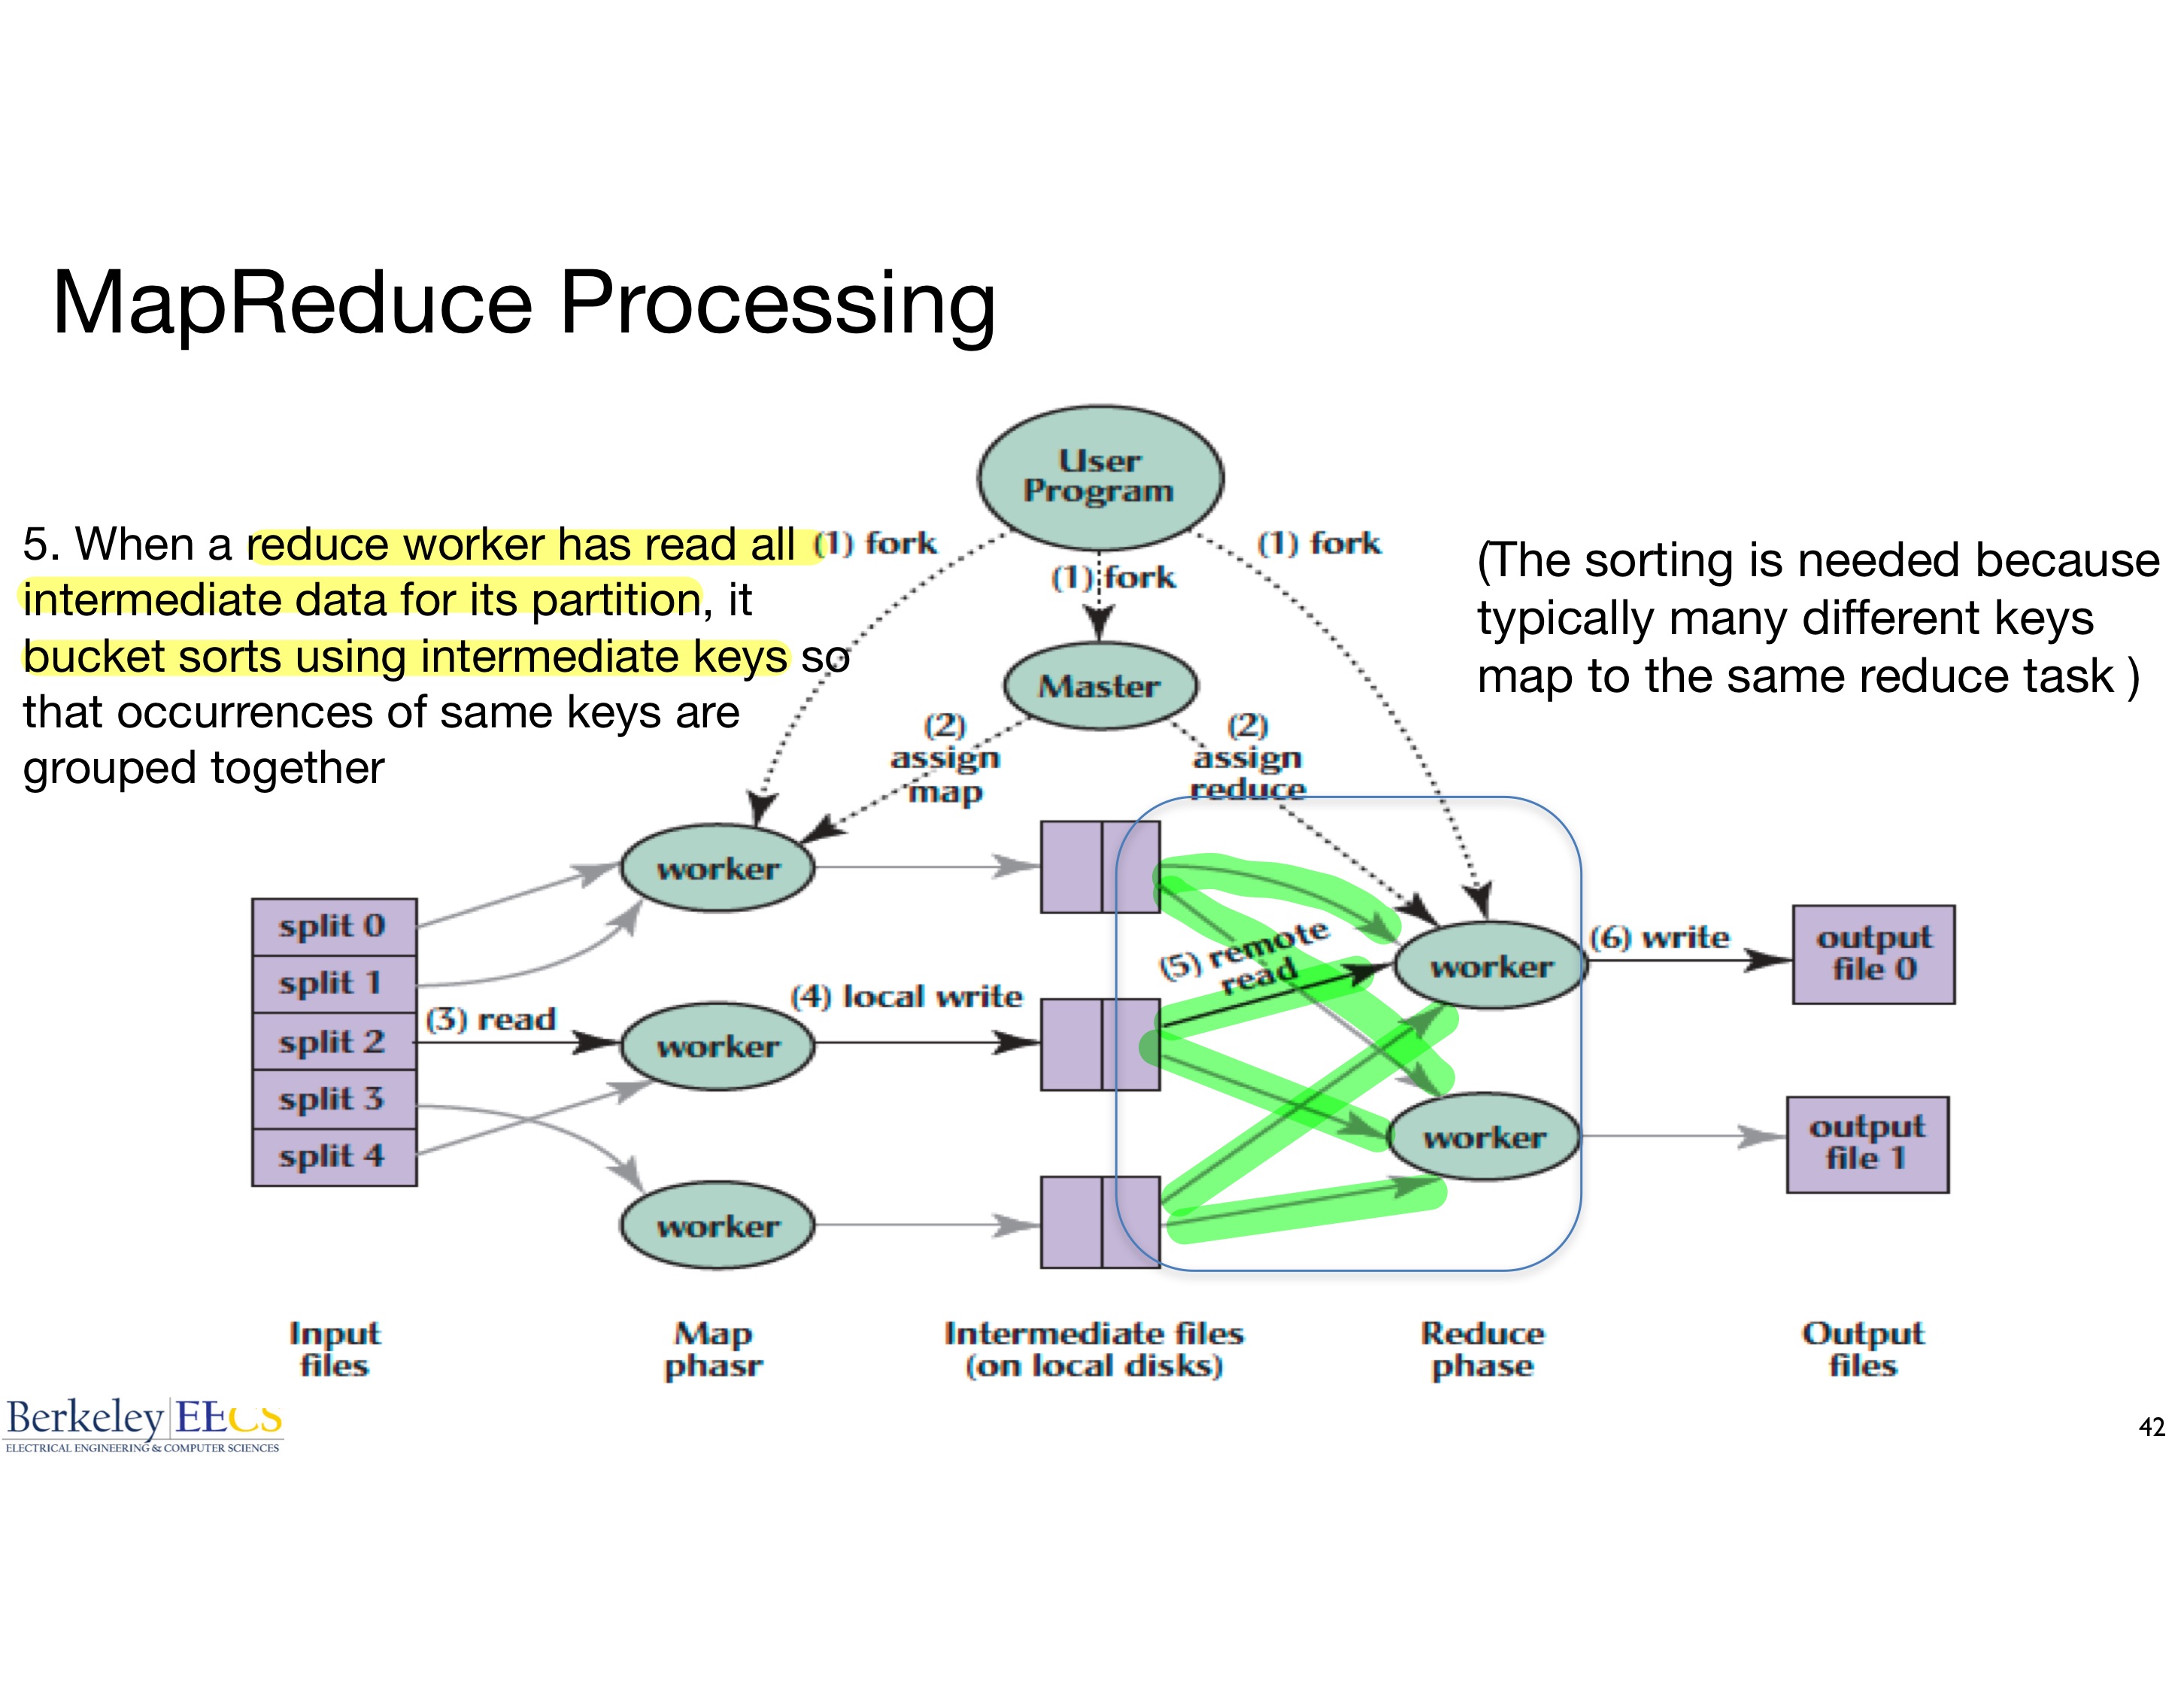 MapReduce Processing
5. When a reduce worker has read all
intermediate data for its partition, it
bucket sorts using intermediate keys so
that occurrences of same keys are
grouped together
(The sorting is needed because
typically many different keys
map to the same reduce task )
User
Program
(1) fork
(1) fork
(1) fork
Master
(2)
assign
map
(2)
assign
reduce
worker
worker
worker
split 0
split 1
split 2
split 3
split 4
(3) read
(4) local write
(5) remote
read
worker
worker
(6) write
output
file 0
output
file 1
Input
files
Map
phasr
Intermediate files
(on local disks)
Reduce
phase
Output
files
Berkeley EECS
ELECTRICAL ENGINEERING & COMPUTER SCIENCES
42